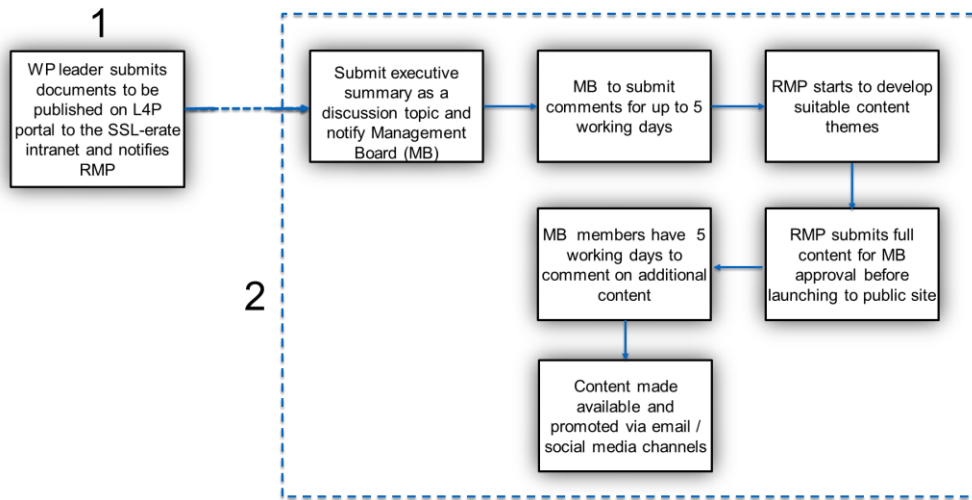 1
WP leader submits
documents to be
published on L4P
portal to the SSL-erate
intranet and notifies
RMP
2
Submit executive
summary as a
discussion topic and
notify Management
Board (MB)
MB to submit
comments for up to 5
working days
RMP starts to develop
suitable content
themes
RMP submits full
content for MB
approval before
launching to public site
MB members have 5
working days to
comment on additional
content
Content made
available and
promoted via email /
social media channels